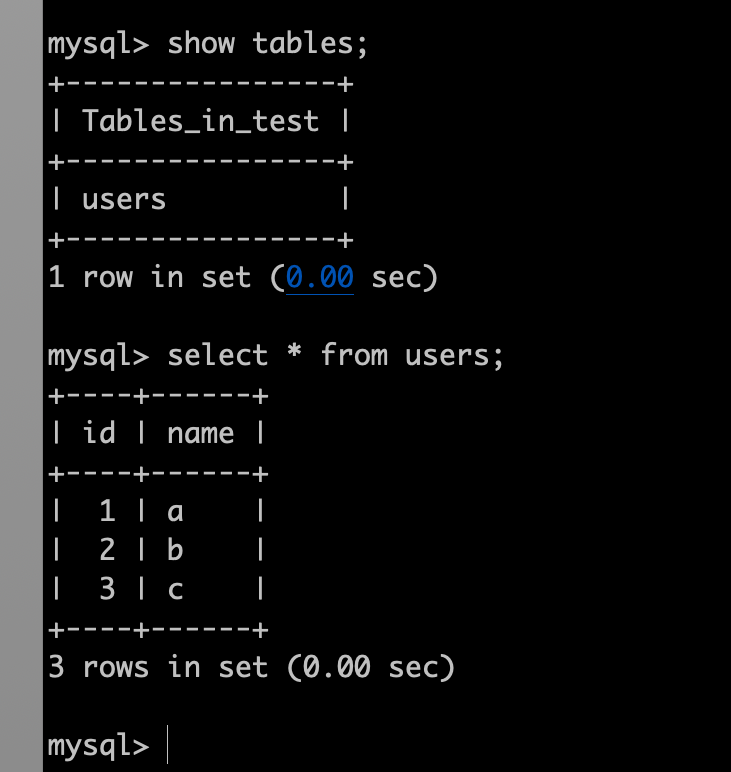 mysql> show tables;
+----------------+
| Tables_in_test |
+----------------+
| users          |
+----------------+
1 row in set (0.00 sec)

mysql> select * from users;
+----+------+
| id | name |
+----+------+
|  1 | a    |
|  2 | b    |
|  3 | c    |
+----+------+
3 rows in set (0.00 sec)

mysql>